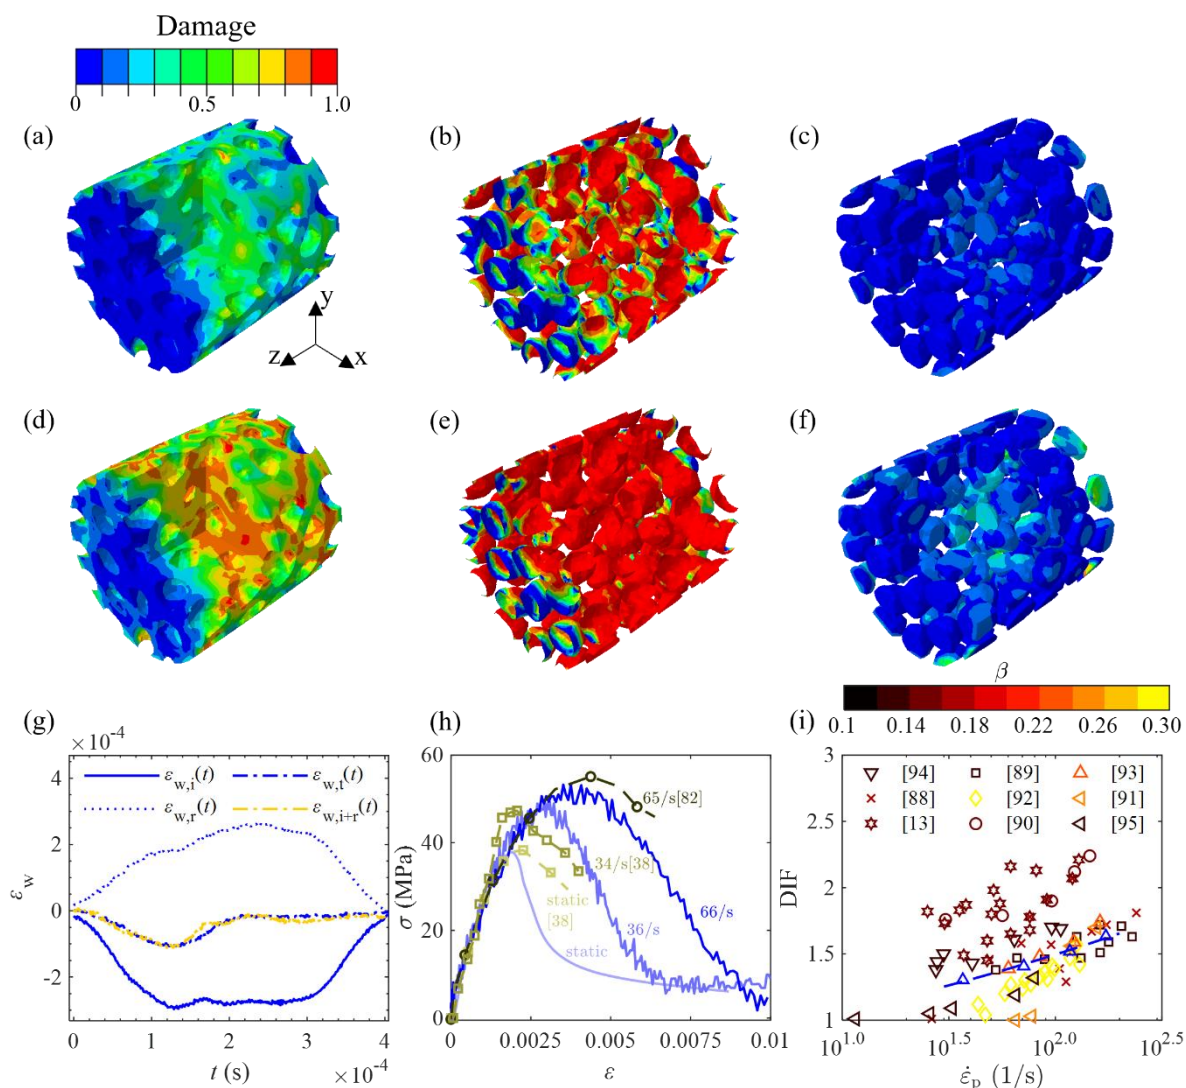 Damage
0 0.5 1.0
(a) (b) (c)
y
z x
(d) (e) (f)
β
0.1 0.14 0.18 0.22 0.26 0.30
(g) (h) (i)
×10⁻⁴
4
2
0
-2
ε_w
ε_w,i(t) ε_w,t(t)
ε_w,r(t) ε_w,i+r(t)
0 1 2 3 4
t (s) ×10⁻⁴
60
40
20
0
σ (MPa)
65/s[82]
34/s[38]
static
[38]
36/s
66/s
static
0 0.0025 0.005 0.0075 0.01
ε
3
2.5
2
1.5
1
DIF
[94] [89] [93]
[88] [92] [91]
[13] [90] [95]
10^1.0 10^1.5 10^2.0 10^2.5
ε̇_p (1/s)